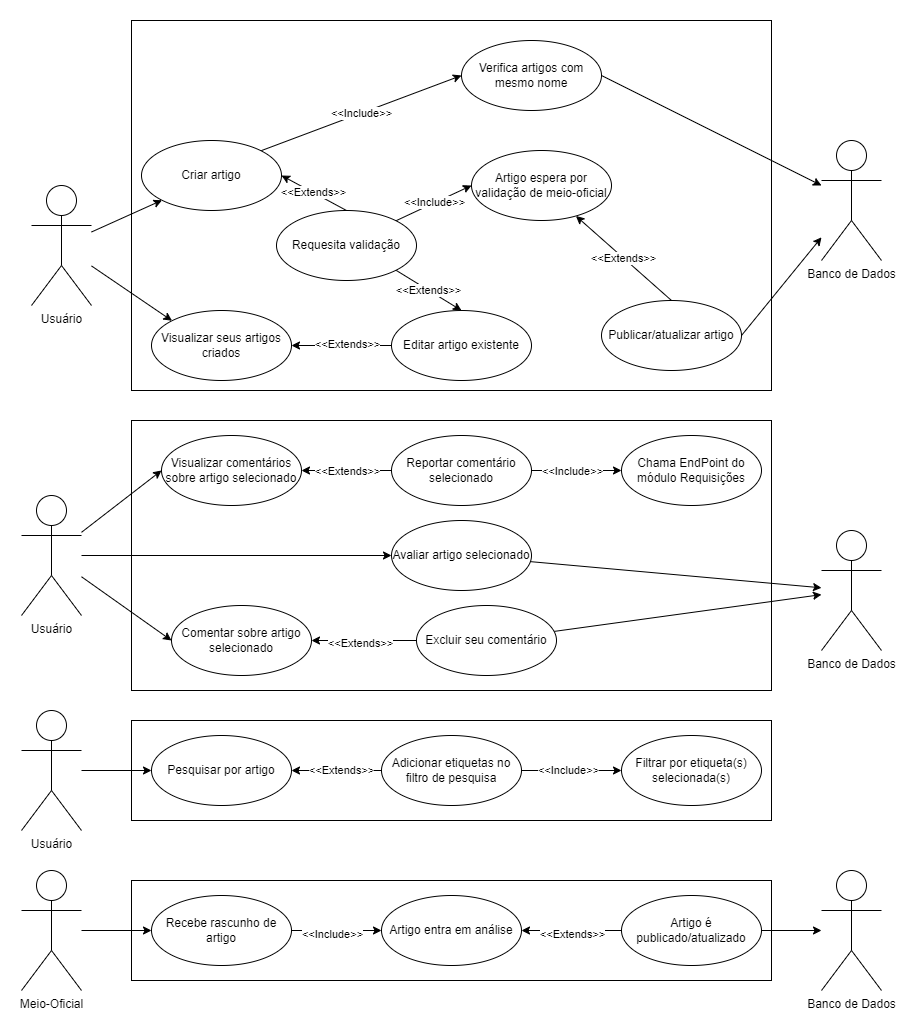 Verifica artigos com
mesmo nome
<<Include>>
Criar artigo
Artigo espera por
validação de meio-oficial
<<Extends>>
<<Include>>
Requesita validação
<<Extends>>
Banco de Dados
<<Extends>>
Usuário
Visualizar seus artigos
criados
<<Extends>>
Editar artigo existente
Publicar/atualizar artigo
Visualizar comentários
sobre artigo selecionado
<<Extends>>
Reportar comentário
selecionado
<<Include>>
Chama EndPoint do
módulo Requisições
Avaliar artigo selecionado
Usuário
Comentar sobre artigo
selecionado
<<Extends>>
Excluir seu comentário
Banco de Dados
Pesquisar por artigo
<<Extends>>
Adicionar etiquetas no
filtro de pesquisa
<<Include>>
Filtrar por etiqueta(s)
selecionada(s)
Usuário
Recebe rascunho de
artigo
<<Include>>
Artigo entra em análise
<<Extends>>
Artigo é
publicado/atualizado
Meio-Oficial
Banco de Dados